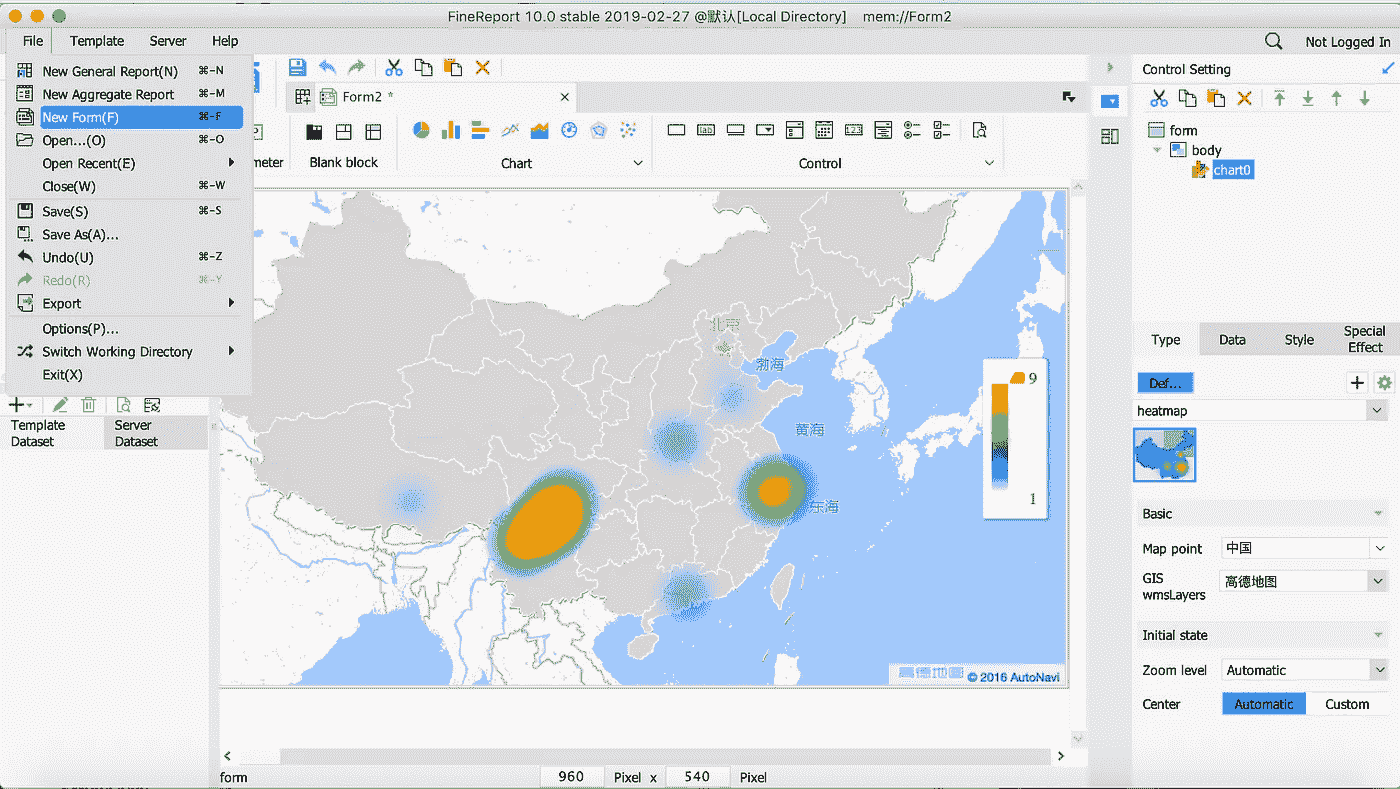 FineReport 10.0 stable 2019-02-27 @默认[Local Directory] mem://Form2
File Template Server Help
Not Logged In
New General Report(N) ⌘-N
New Aggregate Report ⌘-M
New Form(F) ⌘-F
Open...(O) ⌘-O
Open Recent(E)
Close(W) ⌘-W
Save(S) ⌘-S
Save As(A)...
Undo(U) ⌘-Z
Redo(R) ⌘-Y
Export
Options(P)...
Switch Working Directory
Exit(X)
Template Dataset
Server Dataset
Form2 *
meter
Blank block
Chart
Control
北京
渤海
黄海
东海
9
1
© 2016 AutoNavi
form
960 Pixel x 540 Pixel
Control Setting
form
body
chart0
Type Data Style Special Effect
Def...
heatmap
Basic
Map point 中国
GIS wmsLayers 高德地图
Initial state
Zoom level Automatic
Center Automatic Custom